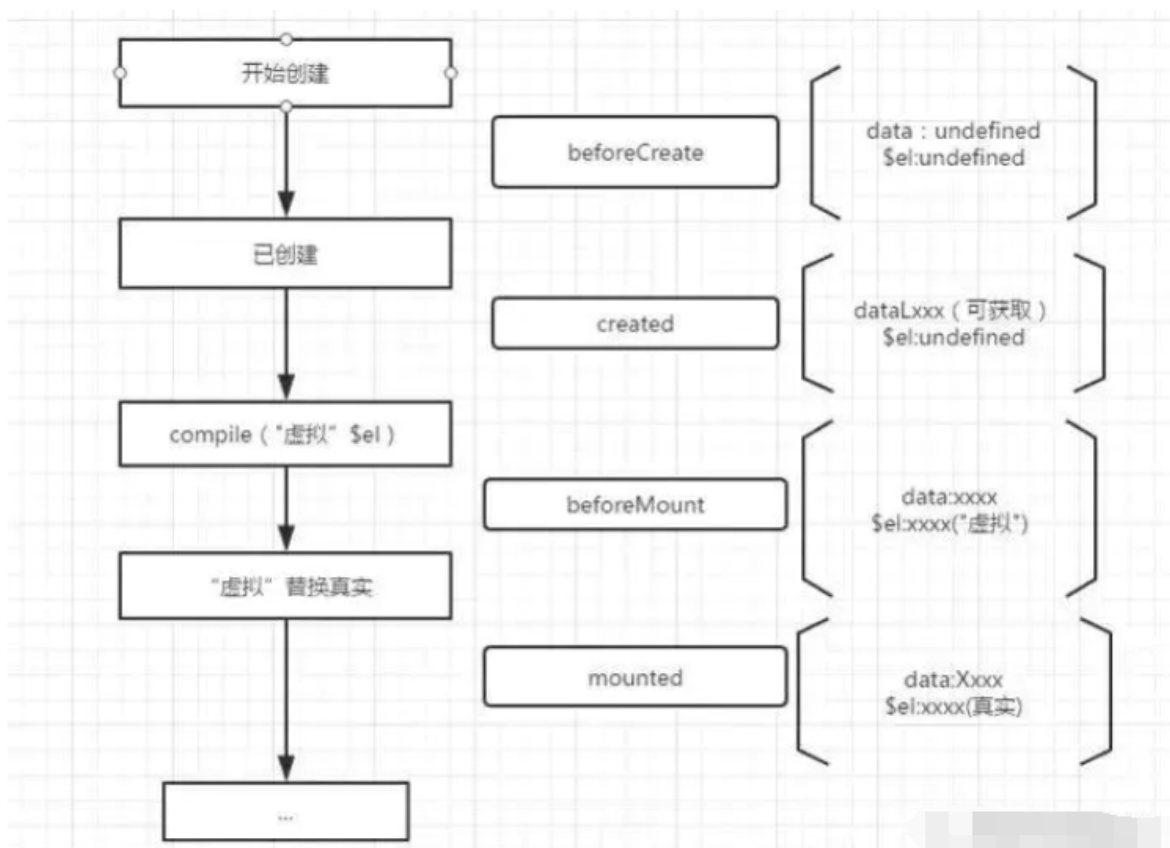 开始创建
beforeCreate
data：undefined
$el:undefined
已创建
created
dataLxxx（可获取）
$el:undefined
compile（"虚拟" $el）
beforeMount
data:xxxx
$el:xxxx("虚拟")
"虚拟" 替换真实
mounted
data:Xxxx
$el:xxxx(真实)
...